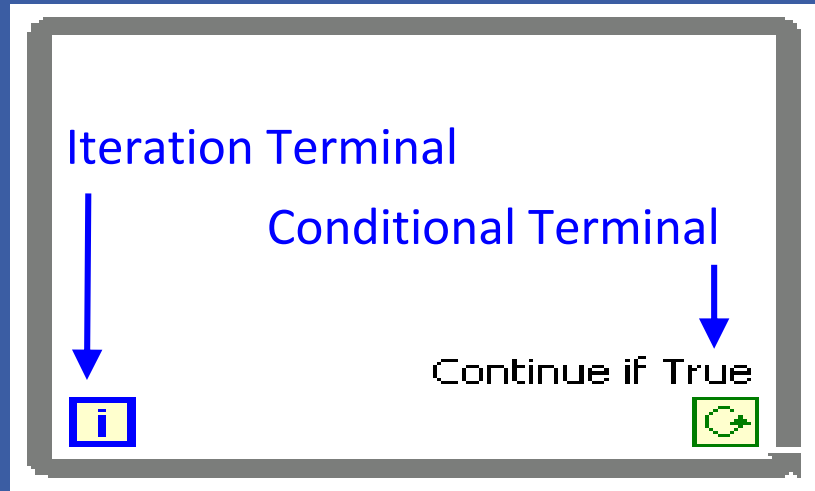 Iteration Terminal
Conditional Terminal
Continue if True
i